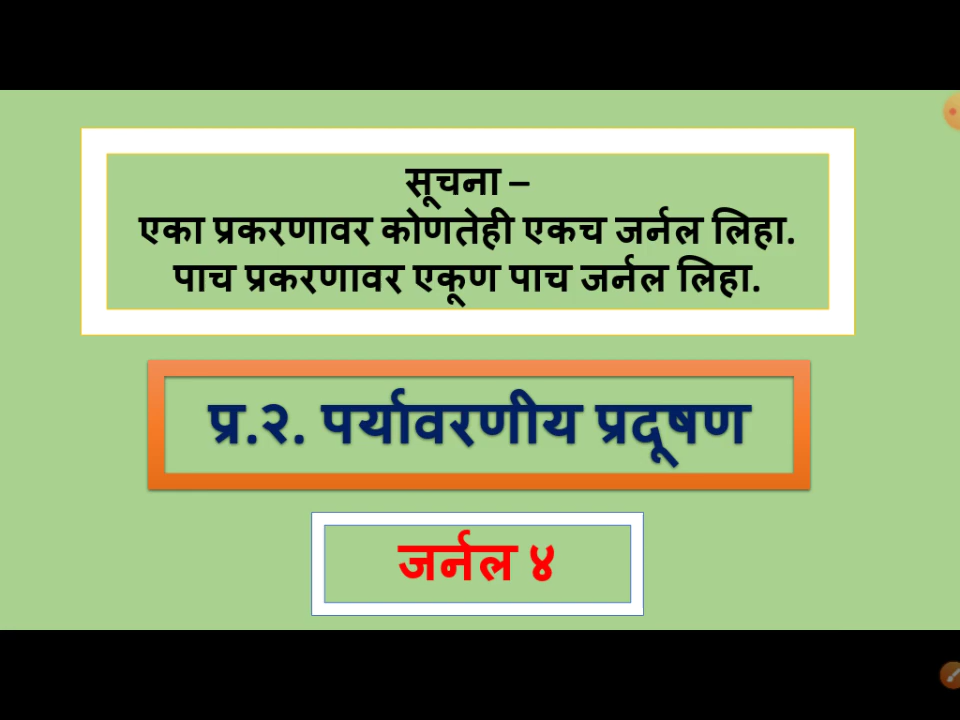 सूचना –
एका प्रकरणावर कोणतेही एकच जर्नल लिहा.
पाच प्रकरणावर एकूण पाच जर्नल लिहा.
प्र.२. पर्यावरणीय प्रदूषण
जर्नल ४